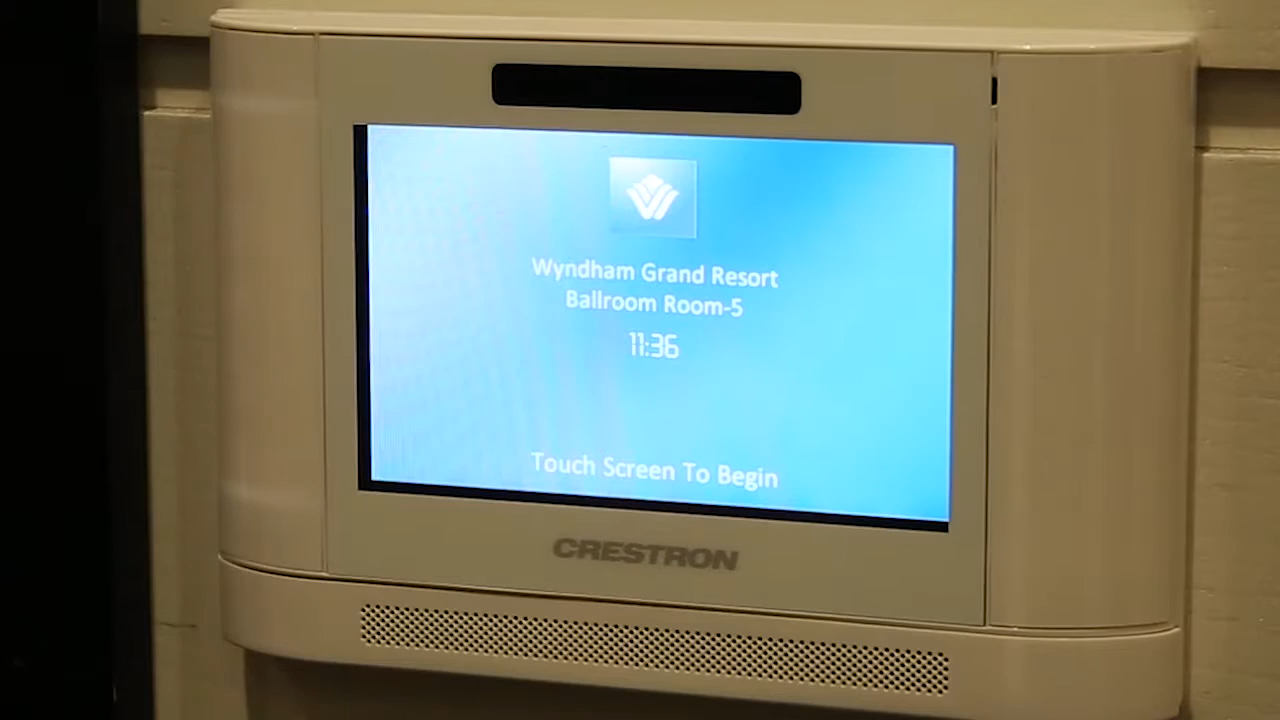 Wyndham Grand Resort
Ballroom Room-5
11:36
Touch Screen To Begin
CRESTRON